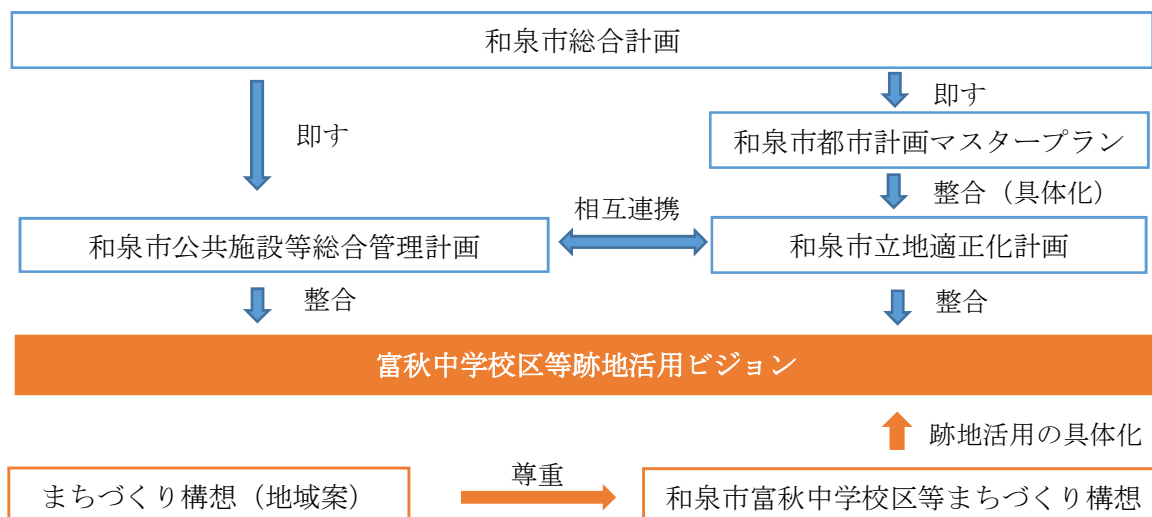 和泉市総合計画
即す
即す
和泉市都市計画マスタープラン
整合（具体化）
相互連携
和泉市公共施設等総合管理計画
和泉市立地適正化計画
整合
整合
富秋中学校区等跡地活用ビジョン
跡地活用の具体化
尊重
まちづくり構想（地域案）
和泉市富秋中学校区等まちづくり構想